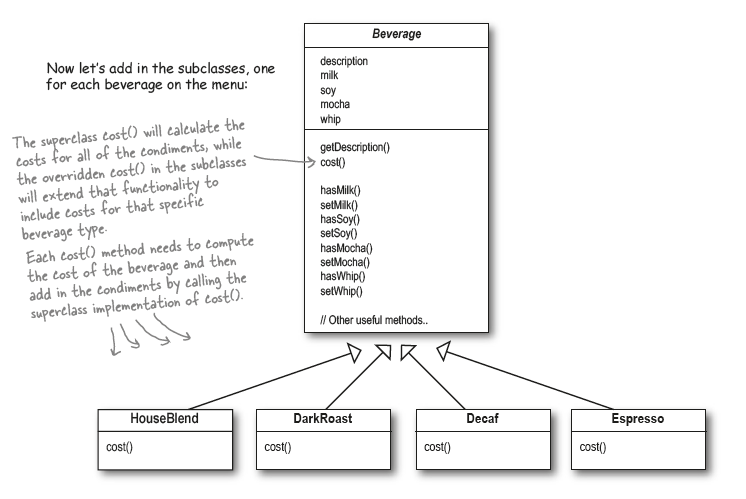 Beverage
Now let's add in the subclasses, one
for each beverage on the menu:
description
milk
soy
mocha
whip
The superclass cost() will calculate the
costs for all of the condiments, while
the overridden cost() in the subclasses
will extend that functionality to
include costs for that specific
beverage type.
Each cost() method needs to compute
the cost of the beverage and then
add in the condiments by calling the
superclass implementation of cost().
getDescription()
cost()
hasMilk()
setMilk()
hasSoy()
setSoy()
hasMocha()
setMocha()
hasWhip()
setWhip()
// Other useful methods..
HouseBlend
cost()
DarkRoast
cost()
Decaf
cost()
Espresso
cost()